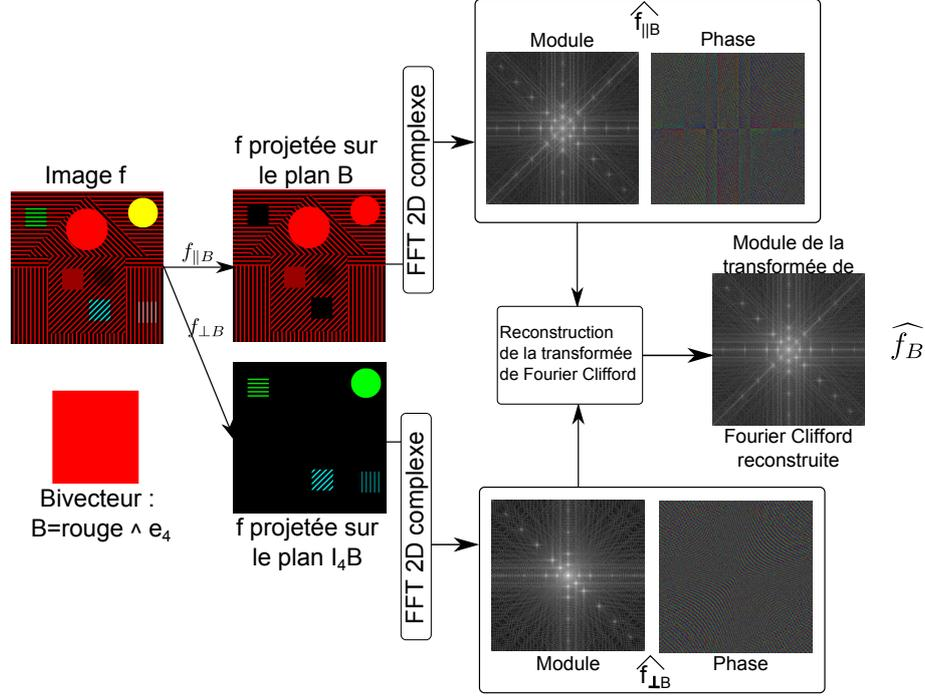 Image f
f∥B
f⊥B
Bivecteur :
B=rouge ∧ e₄
f projetée sur
le plan B
f projetée sur
le plan I₄B
FFT 2D complexe
FFT 2D complexe
f̂∥B
Module
Phase
Reconstruction
de la transformée
de Fourier Clifford
Module
Phase
f̂⊥B
Module de la
transformée de
Fourier Clifford
reconstruite
f̂_B